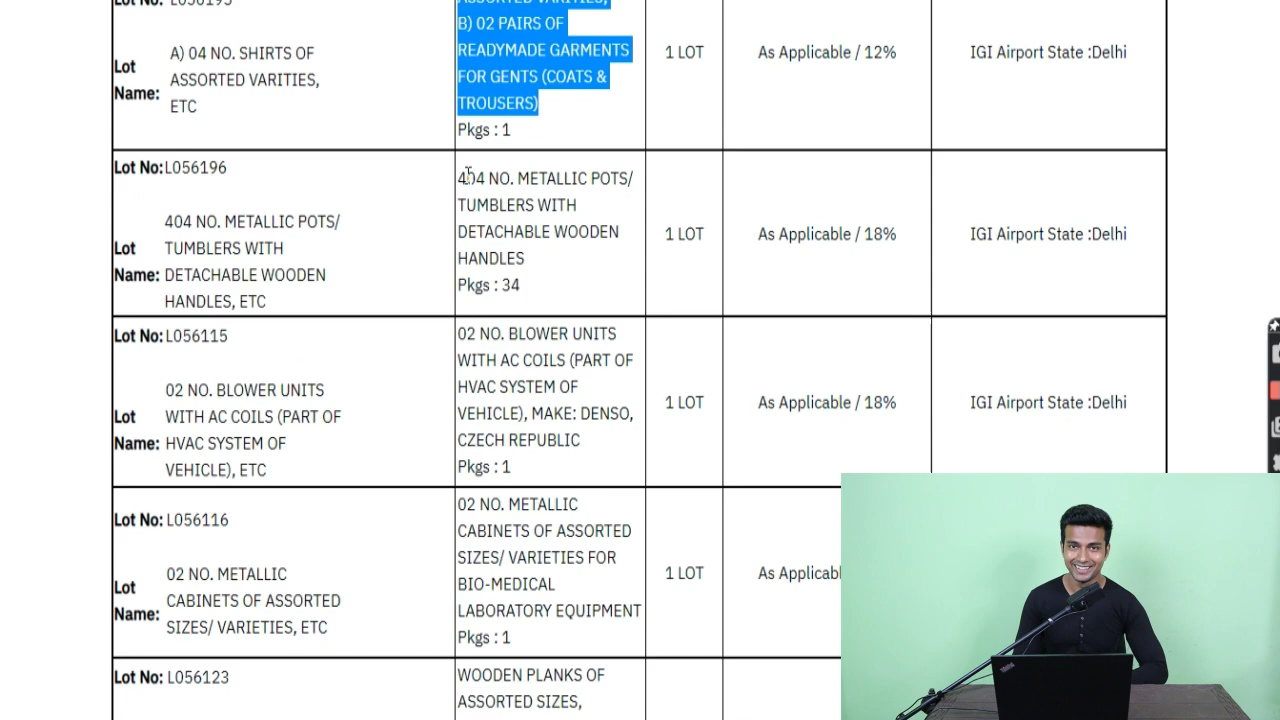 Lot No: L056195
Lot Name: A) 04 NO. SHIRTS OF
ASSORTED VARITIES,
ETC
ASSORTED VARITIES,
B) 02 PAIRS OF
READYMADE GARMENTS
FOR GENTS (COATS &
TROUSERS)
Pkgs : 1
1 LOT
As Applicable / 12%
IGI Airport State :Delhi
Lot No: L056196
Lot Name: 404 NO. METALLIC POTS/
TUMBLERS WITH
DETACHABLE WOODEN
HANDLES, ETC
404 NO. METALLIC POTS/
TUMBLERS WITH
DETACHABLE WOODEN
HANDLES
Pkgs : 34
1 LOT
As Applicable / 18%
IGI Airport State :Delhi
Lot No: L056115
Lot Name: 02 NO. BLOWER UNITS
WITH AC COILS (PART OF
HVAC SYSTEM OF
VEHICLE), ETC
02 NO. BLOWER UNITS
WITH AC COILS (PART OF
HVAC SYSTEM OF
VEHICLE), MAKE: DENSO,
CZECH REPUBLIC
Pkgs : 1
1 LOT
As Applicable / 18%
IGI Airport State :Delhi
Lot No: L056116
Lot Name: 02 NO. METALLIC
CABINETS OF ASSORTED
SIZES/ VARIETIES, ETC
02 NO. METALLIC
CABINETS OF ASSORTED
SIZES/ VARIETIES FOR
BIO-MEDICAL
LABORATORY EQUIPMENT
Pkgs : 1
1 LOT
As
Lot No: L056123
WOODEN PLANKS OF
ASSORTED SIZES,